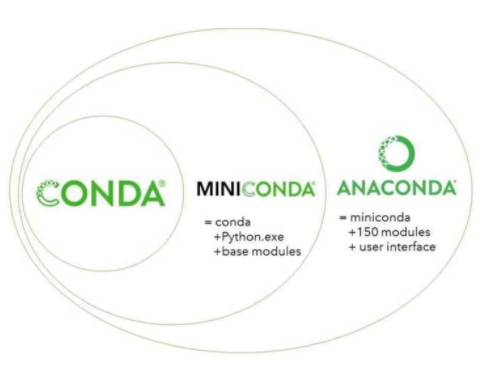 CONDA®
MINICONDA®
= conda
+Python.exe
+base modules
ANACONDA®
= miniconda
+150 modules
+ user interface